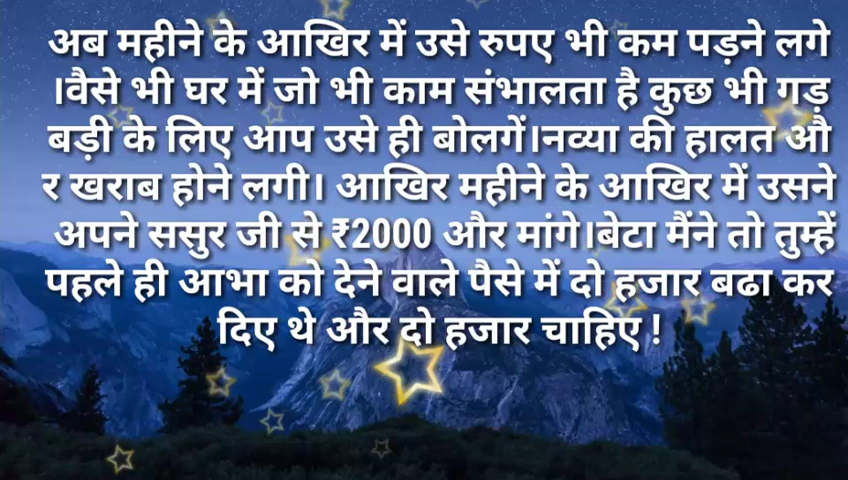 अब महीने के आखिर में उसे रुपए भी कम पड़ने लगे
।वैसे भी घर में जो भी काम संभालता है कुछ भी गड़
बड़ी के लिए आप उसे ही बोलगें।नव्या की हालत औ
र खराब होने लगी। आखिर महीने के आखिर में उसने
अपने ससुर जी से ₹2000 और मांगे।बेटा मैंने तो तुम्हें
पहले ही आभा को देने वाले पैसे में दो हजार बढा कर
दिए थे और दो हजार चाहिए !